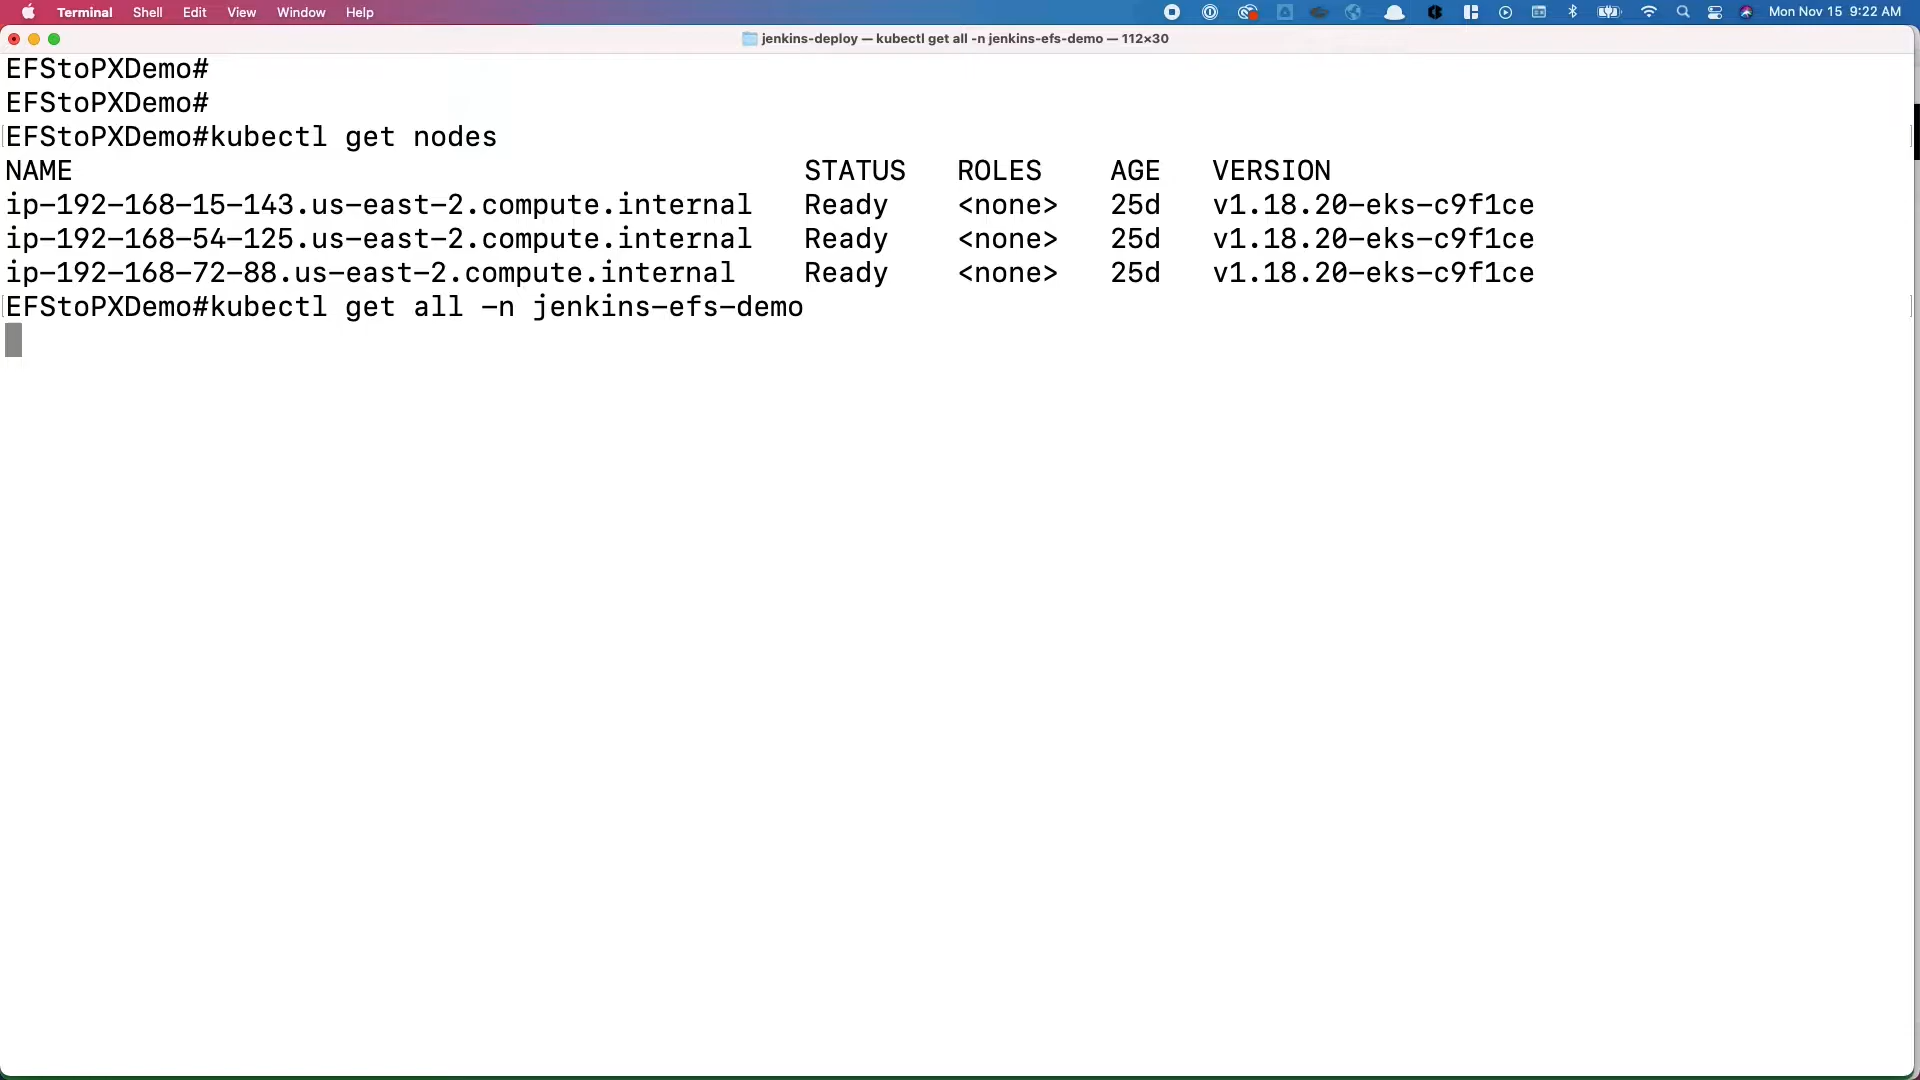 Terminal Shell Edit View Window Help Mon Nov 15 9:22 AM
jenkins-deploy — kubectl get all -n jenkins-efs-demo — 112×30
EFStoPXDemo#
EFStoPXDemo#
EFStoPXDemo#kubectl get nodes
NAME STATUS ROLES AGE VERSION
ip-192-168-15-143.us-east-2.compute.internal Ready <none> 25d v1.18.20-eks-c9f1ce
ip-192-168-54-125.us-east-2.compute.internal Ready <none> 25d v1.18.20-eks-c9f1ce
ip-192-168-72-88.us-east-2.compute.internal Ready <none> 25d v1.18.20-eks-c9f1ce
EFStoPXDemo#kubectl get all -n jenkins-efs-demo